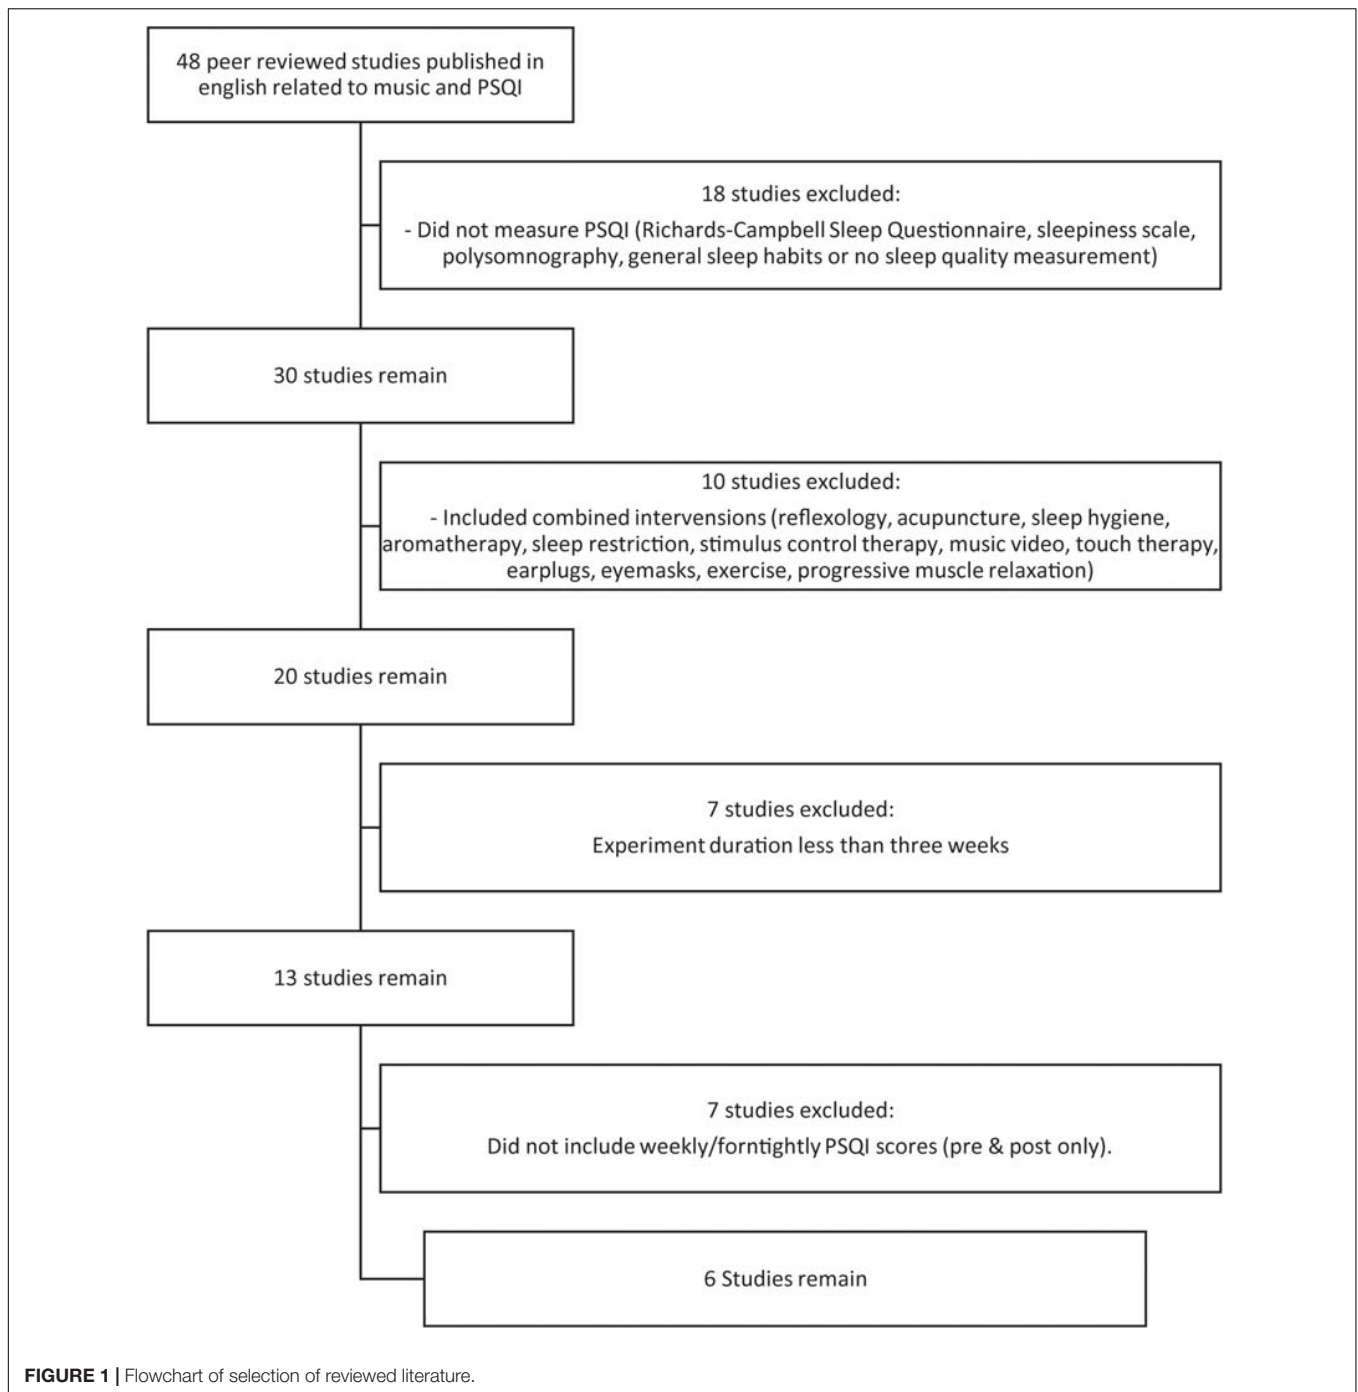 48 peer reviewed studies published in
english related to music and PSQI
18 studies excluded:
- Did not measure PSQI (Richards-Campbell Sleep Questionnaire, sleepiness scale,
polysomnography, general sleep habits or no sleep quality measurement)
30 studies remain
10 studies excluded:
- Included combined intervensions (reflexology, acupuncture, sleep hygiene,
aromatherapy, sleep restriction, stimulus control therapy, music video, touch therapy,
earplugs, eyemasks, exercise, progressive muscle relaxation)
20 studies remain
7 studies excluded:
Experiment duration less than three weeks
13 studies remain
7 studies excluded:
Did not include weekly/forntightly PSQI scores (pre & post only).
6 Studies remain
FIGURE 1 | Flowchart of selection of reviewed literature.